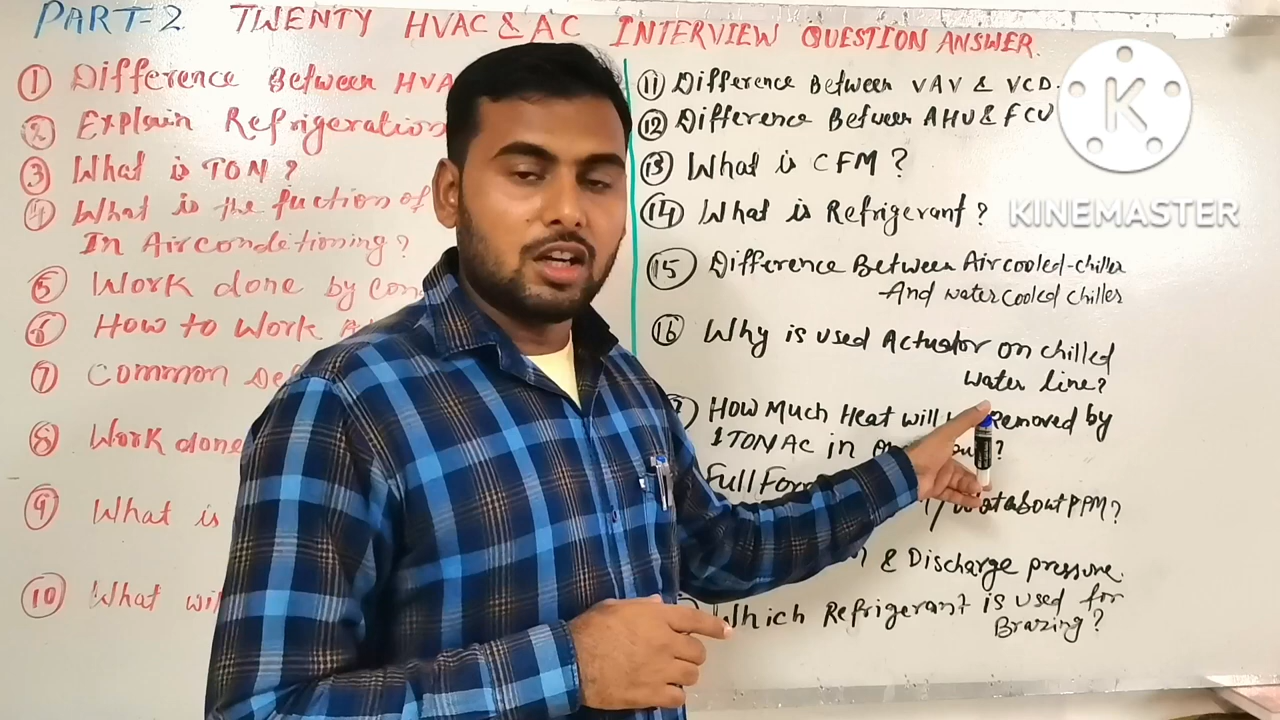 PART-2 TWENTY HVAC & AC INTERVIEW QUESTION ANSWER.
① Difference Between HVA
② Explain Refrigeration
③ What is TON?
④ What is the fuction of
In Airconditioning?
⑤ Work done by com
⑥ How to Work
⑦ Common De
⑧ Work done
⑨ What is
⑩ What wil
⑪ Difference Between VAV & VCD.
⑫ Difference Between AHU & FCU
⑬ What is CFM?
⑭ What is Refrigerant?
⑮ Difference Between Aircooled-chiller
And watercooled chiller
⑯ Why is used Actuator on chilled
water line?
How Much Heat will Removed by
1 TON AC in
Full For
about PPM?
& Discharge pressure.
Which Refrigerant is used for
Brazing?
K
KINEMASTER